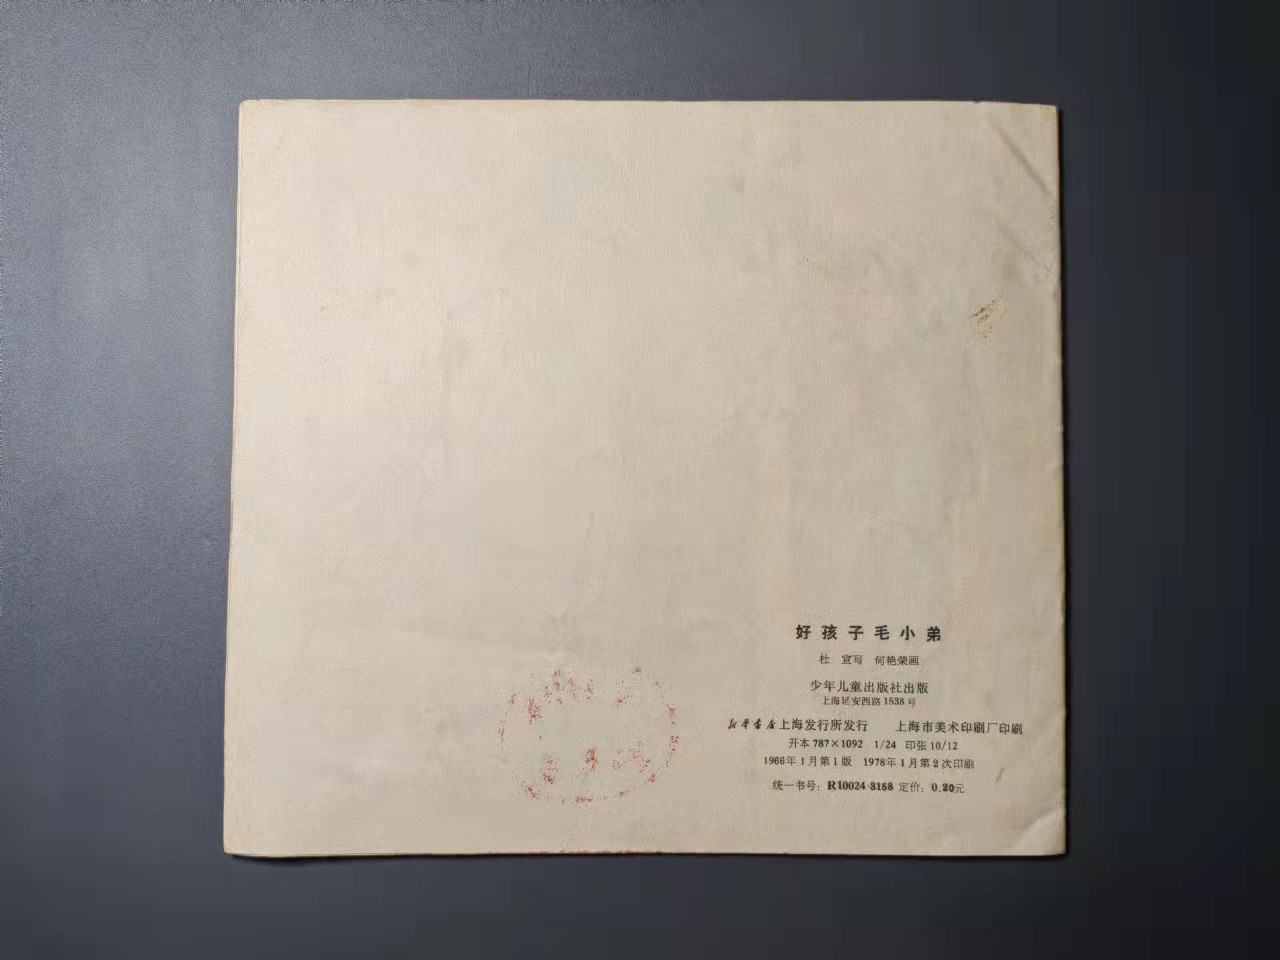 好孩子毛小弟
杜 宣写 何艳荣画
少年儿童出版社出版
上海延安西路1538号
新华书店上海发行所发行 上海市美术印刷厂印刷
开本 787×1092 1/24 印张 10/12
1966年1月第1版 1978年1月第2次印刷
统一书号：R10024·3158 定价：0.20元